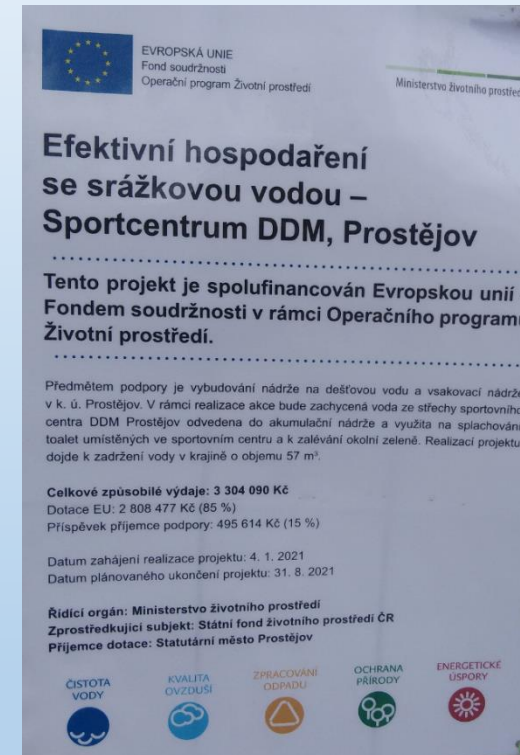 EVROPSKÁ UNIE
Fond soudržnosti
Operační program Životní prostředí
Ministerstvo životního prostřed
Efektivní hospodaření
se srážkovou vodou –
Sportcentrum DDM, Prostějov
Tento projekt je spolufinancován Evropskou unií
Fondem soudržnosti v rámci Operačního programu
Životní prostředí.
Předmětem podpory je vybudování nádrže na dešťovou vodu a vsakovací nádrže
v k. ú. Prostějov. V rámci realizace akce bude zachycená voda ze střechy sportovního
centra DDM Prostějov odvedena do akumulační nádrže a využita na splachování
toalet umístěných ve sportovním centru a k zalévání okolní zeleně. Realizací projektu
dojde k zadržení vody v krajině o objemu 57 m³.
Celkové způsobilé výdaje: 3 304 090 Kč
Dotace EU: 2 808 477 Kč (85 %)
Příspěvek příjemce podpory: 495 614 Kč (15 %)
Datum zahájení realizace projektu: 4. 1. 2021
Datum plánovaného ukončení projektu: 31. 8. 2021
Řídicí orgán: Ministerstvo životního prostředí
Zprostředkující subjekt: Státní fond životního prostředí ČR
Příjemce dotace: Statutární město Prostějov
ČISTOTA
VODY
KVALITA
OVZDUŠÍ
ZPRACOVÁNÍ
ODPADU
OCHRANA
PŘÍRODY
ENERGETICKÉ
ÚSPORY